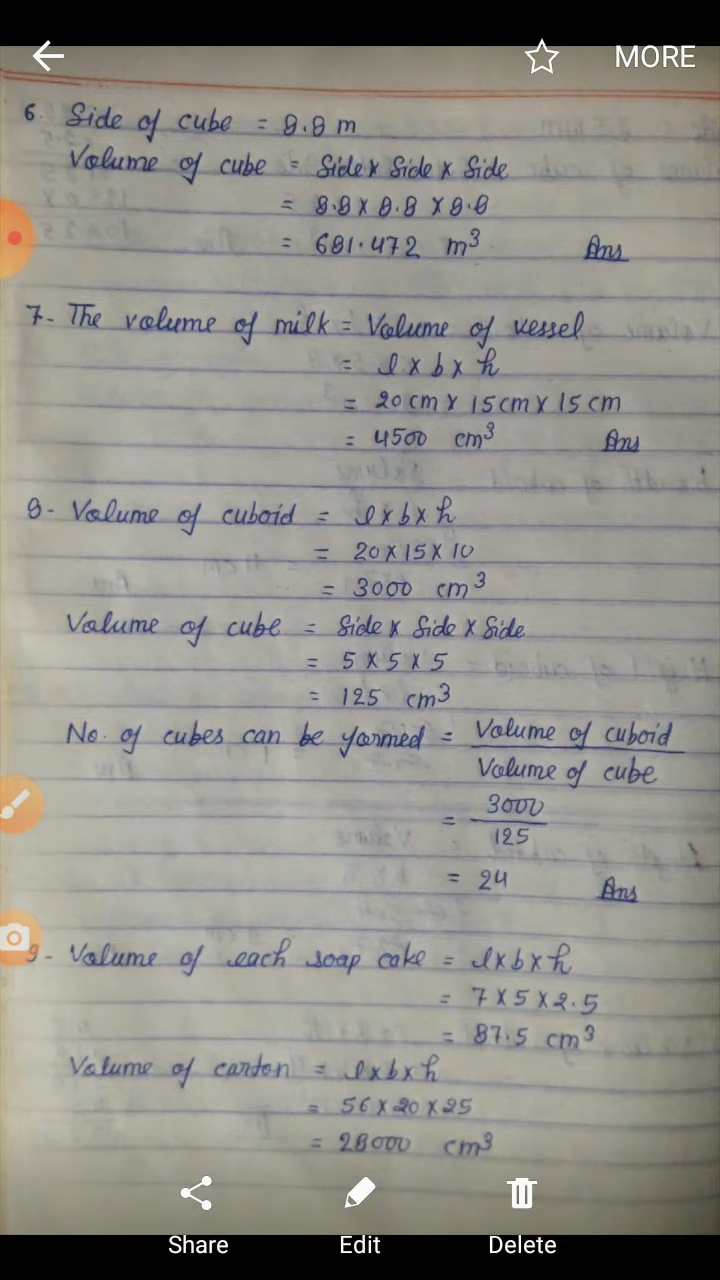 MORE
6. Side of cube = 8.8 m
Volume of cube = Side x Side x Side
= 8.8 x 8.8 x 8.8
= 681.472 m³ Ans
7- The volume of milk = Volume of vessel
= l x b x h
= 20cm x 15cm x 15 cm
= 4500 cm³ Ans
8- Volume of cuboid = l x b x h
= 20 x 15 x 10
= 3000 cm³
Volume of cube = Side x Side x Side
= 5 x 5 x 5
= 125 cm³
No. of cubes can be formed = Volume of cuboid
Volume of cube
= 3000
125
= 24 Ans
9- Volume of each soap cake = l x b x h
= 7 x 5 x 2.5
= 87.5 cm³
Volume of carton = l x b x h
= 56 x 20 x 25
= 28000 cm³
Share Edit Delete